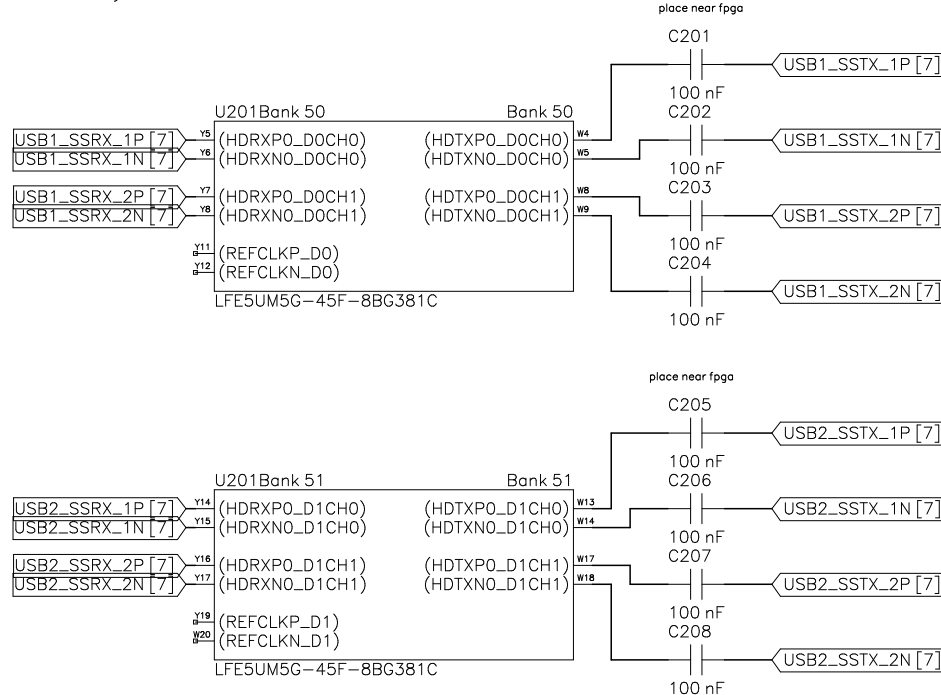 place near fpga
C201
USB1_SSTX_1P [7]
100 nF
U201Bank 50 Bank 50 C202
USB1_SSRX_1P [7] Y5 (HDRXP0_D0CH0) (HDTXP0_D0CH0) W4 USB1_SSTX_1N [7]
USB1_SSRX_1N [7] Y6 (HDRXN0_D0CH0) (HDTXN0_D0CH0) W5
100 nF
C203
USB1_SSRX_2P [7] Y7 (HDRXP0_D0CH1) (HDTXP0_D0CH1) W8
USB1_SSRX_2N [7] Y8 (HDRXN0_D0CH1) (HDTXN0_D0CH1) W9 USB1_SSTX_2P [7]
100 nF
Y11 (REFCLKP_D0)
C204
Y12 (REFCLKN_D0)
USB1_SSTX_2N [7]
LFE5UM5G-45F-8BG381C
100 nF
place near fpga
C205
USB2_SSTX_1P [7]
100 nF
U201Bank 51 Bank 51 C206
USB2_SSRX_1P [7] Y14 (HDRXP0_D1CH0) (HDTXP0_D1CH0) W13 USB2_SSTX_1N [7]
USB2_SSRX_1N [7] Y15 (HDRXN0_D1CH0) (HDTXN0_D1CH0) W14
100 nF
C207
USB2_SSRX_2P [7] Y16 (HDRXP0_D1CH1) (HDTXP0_D1CH1) W17
USB2_SSRX_2N [7] Y17 (HDRXN0_D1CH1) (HDTXN0_D1CH1) W18 USB2_SSTX_2P [7]
100 nF
Y19 (REFCLKP_D1)
C208
W20 (REFCLKN_D1)
USB2_SSTX_2N [7]
LFE5UM5G-45F-8BG381C
100 nF